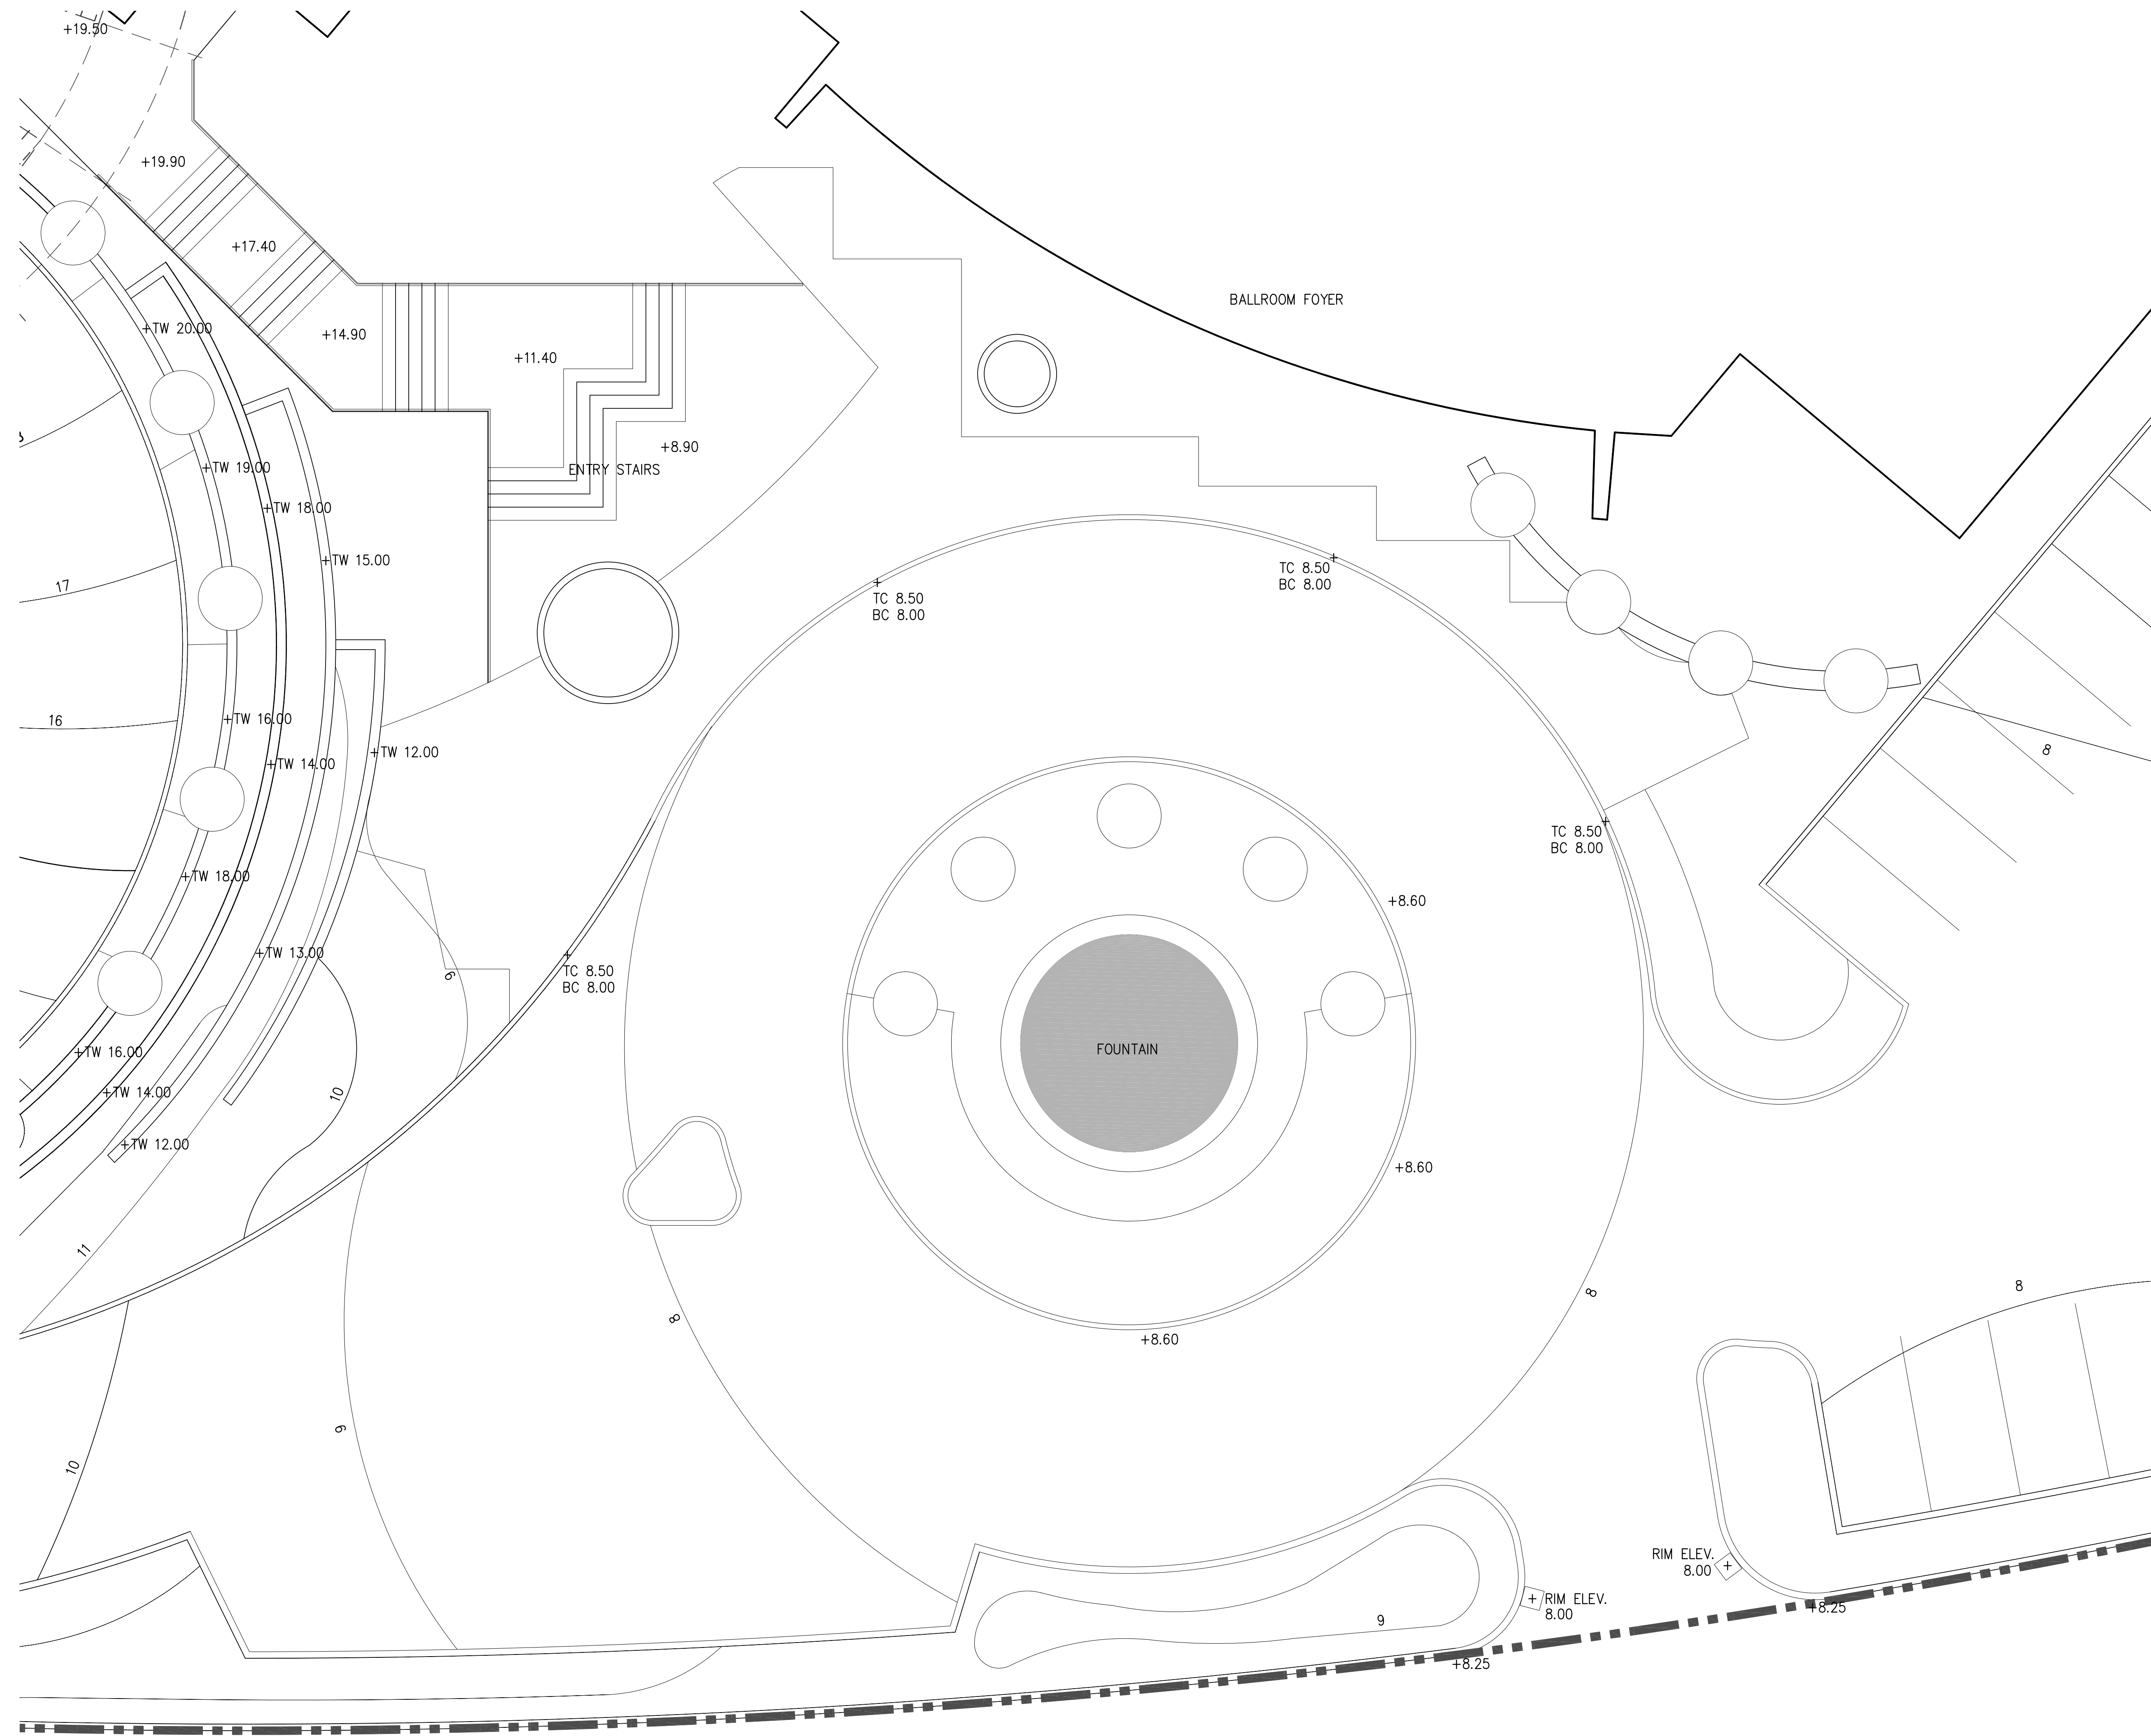 +19.50
+19.90
+17.40
BALLROOM FOYER
+TW 20.00
+14.90
+11.40
+8.90
+TW 19.00
ENTRY STAIRS
+TW 18.00
+TW 15.00
TC 8.50
BC 8.00
TC 8.50
BC 8.00
17
16
+TW 16.00
+TW 12.00
+TW 14.00
8
TC 8.50
BC 8.00
+TW 18.00
+8.60
+TW 13.00
TC 8.50
BC 8.00
9
FOUNTAIN
+TW 16.00
+TW 14.00
10
+TW 12.00
+8.60
11
8
8
8
+8.60
9
10
RIM ELEV.
8.00
RIM ELEV.
8.00
+8.25
9
+8.25